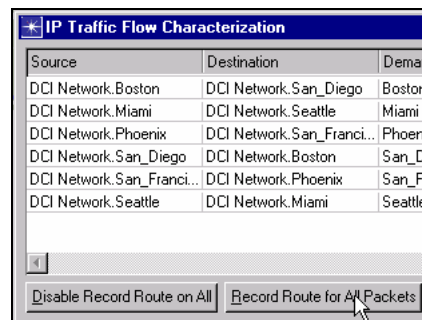 IP Traffic Flow Characterization
Source Destination Dema
DCI Network.Boston DCI Network.San_Diego Boston
DCI Network.Miami DCI Network.Seattle Miami
DCI Network.Phoenix DCI Network.San_Franci... Phoen
DCI Network.San_Diego DCI Network.Boston San_D
DCI Network.San_Franci... DCI Network.Phoenix San_F
DCI Network.Seattle DCI Network.Miami Seattle
Disable Record Route on All Record Route for All Packets